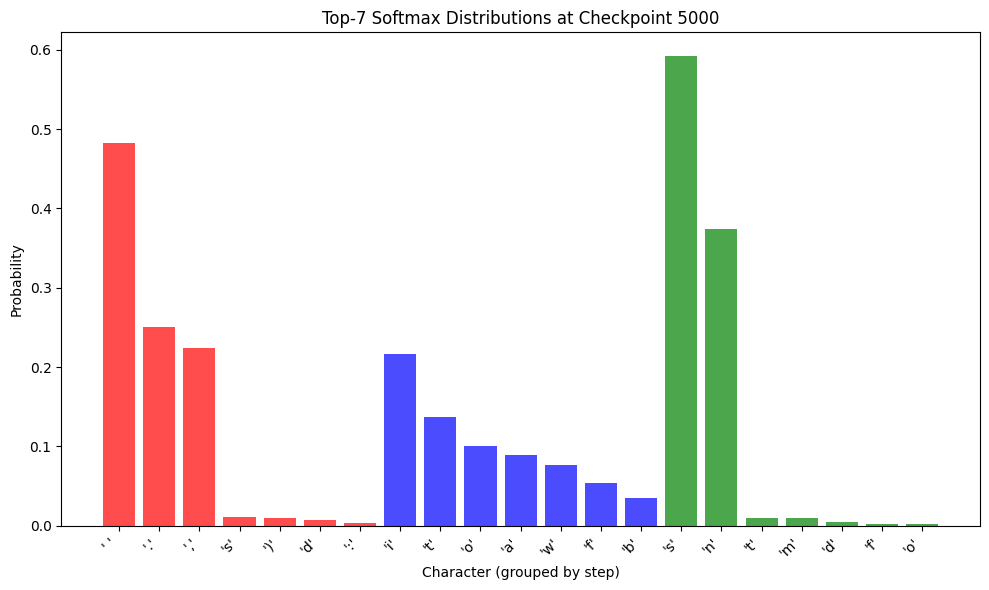 Top-7 Softmax Distributions at Checkpoint 5000
Probability
0.6
0.5
0.4
0.3
0.2
0.1
0.0
' ' '.' ',' 's' ')' 'd' ':' 'i' 't' 'o' 'a' 'w' 'f' 'b' 's' 'n' 't' 'm' 'd' 'f' 'o'
Character (grouped by step)